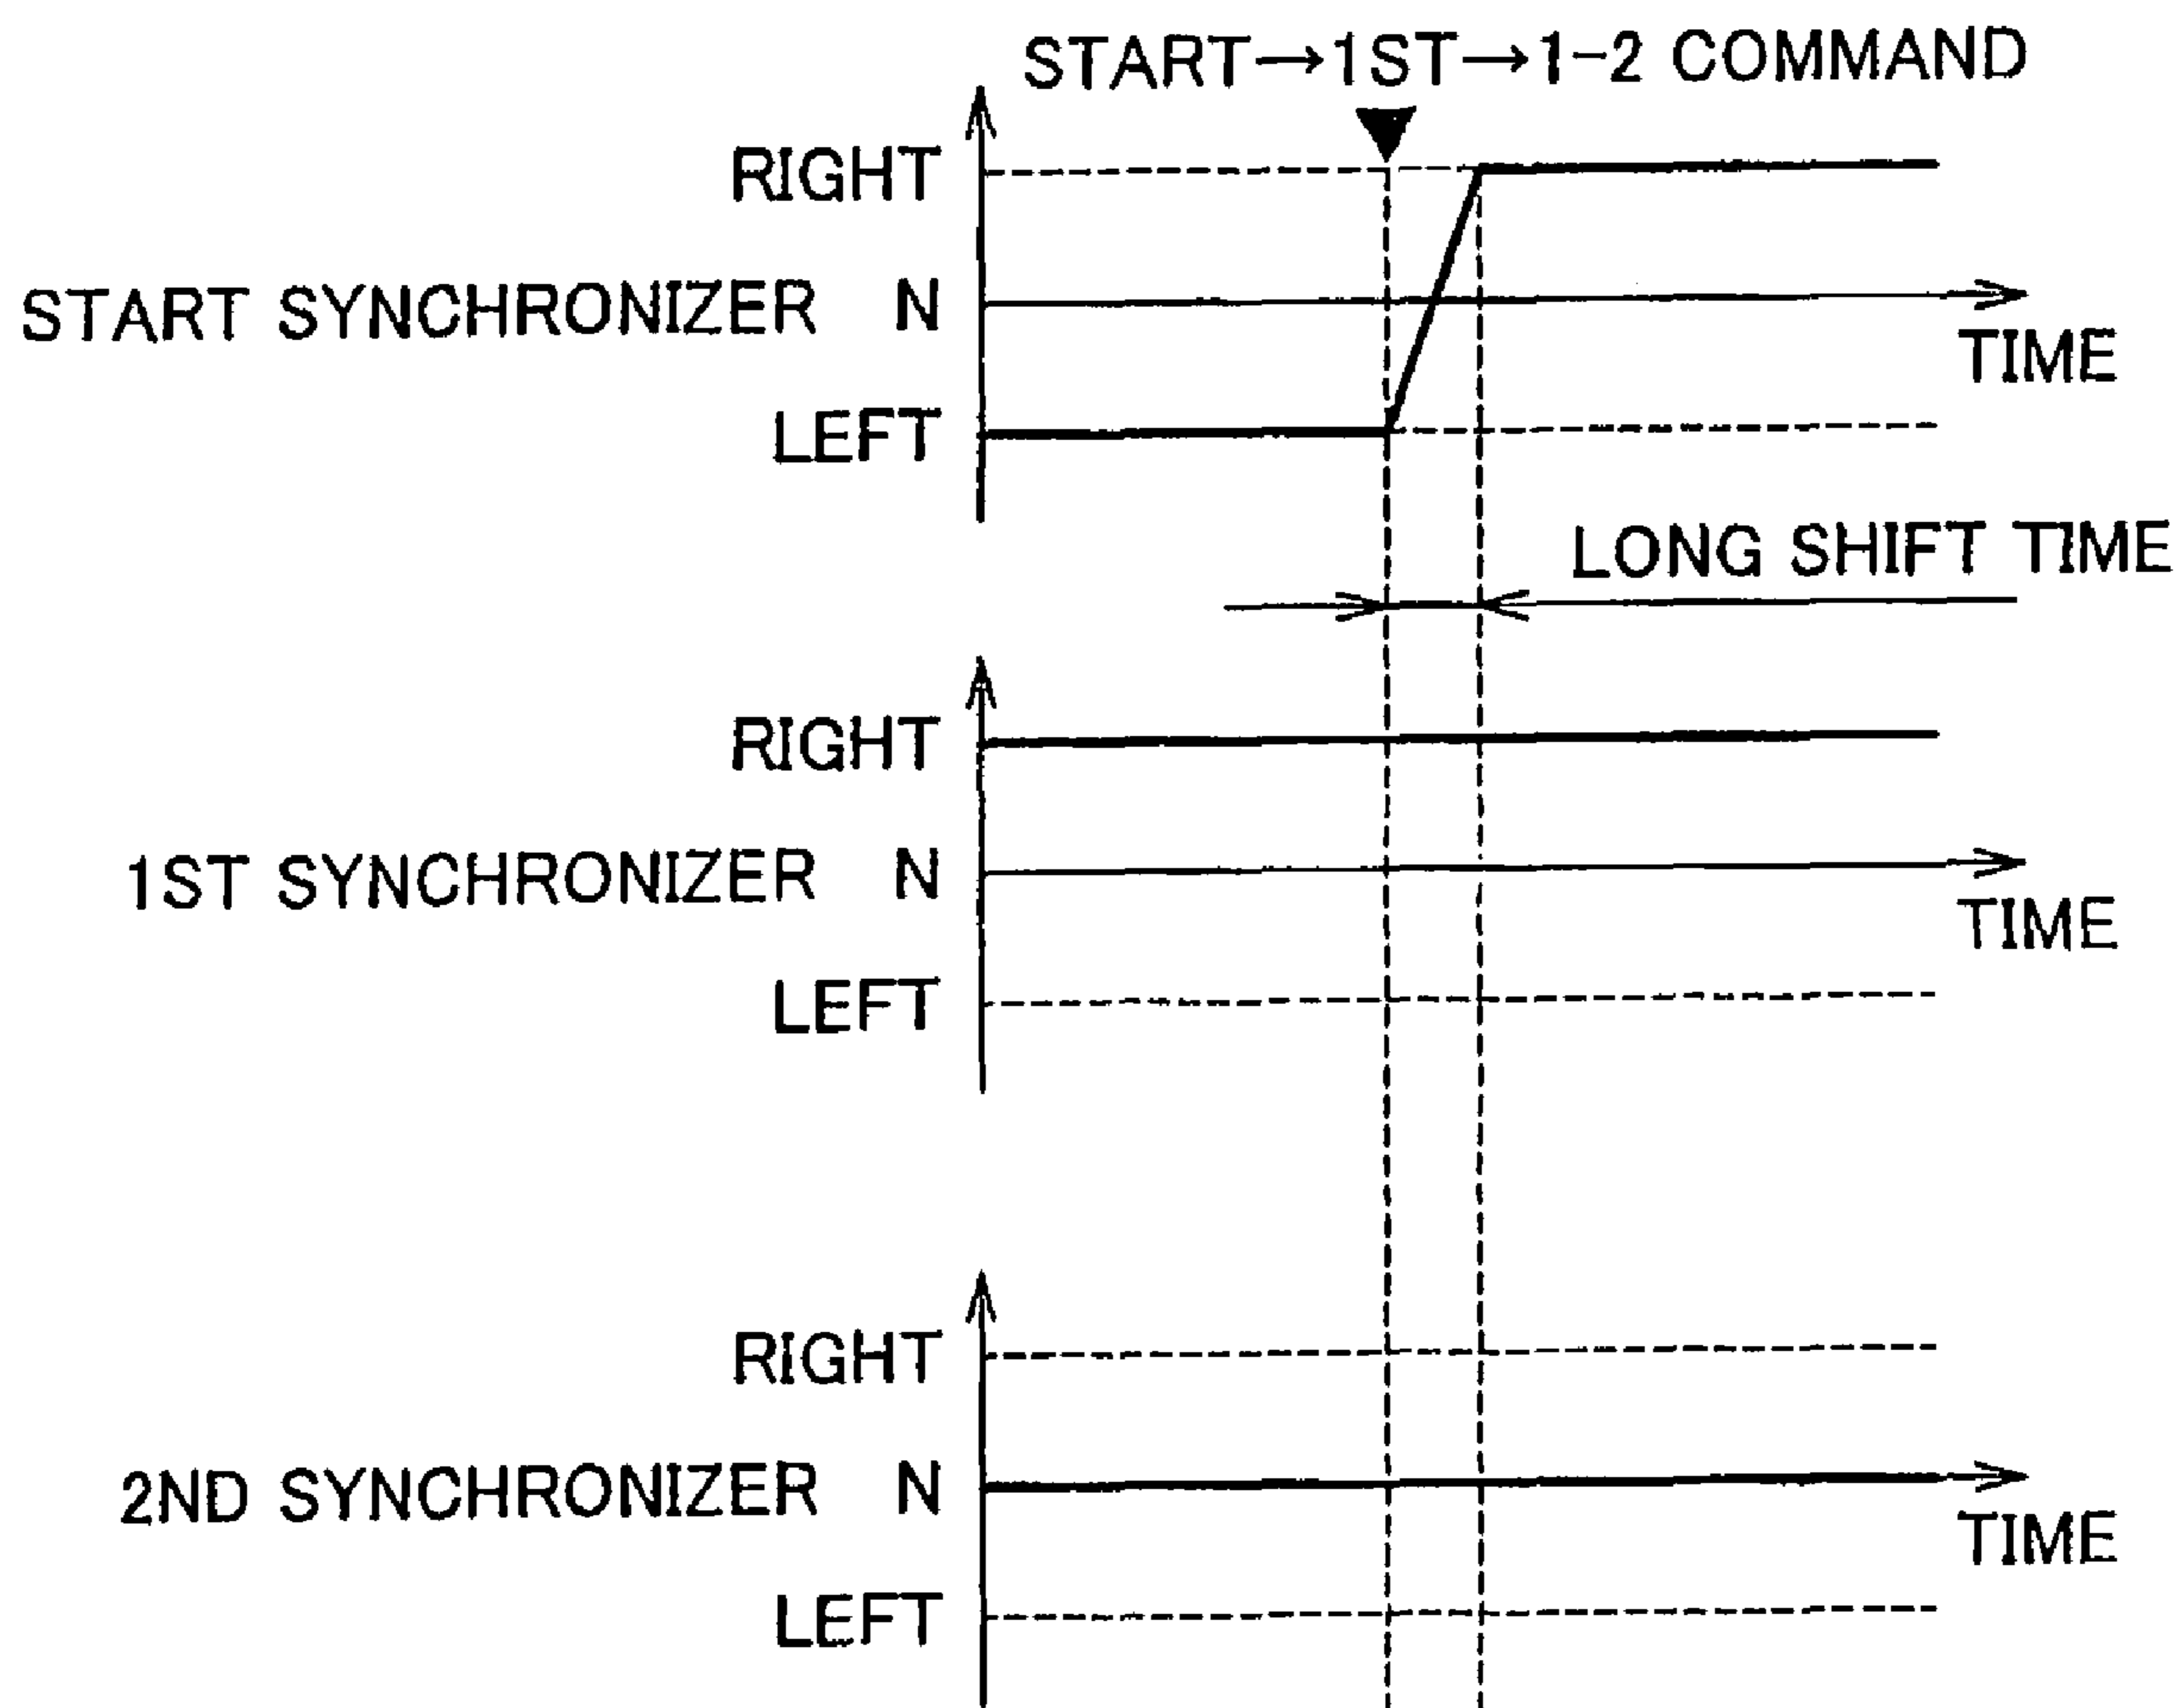 START→1ST→1-2 COMMAND
RIGHT
START SYNCHRONIZER N
TIME
LEFT
LONG SHIFT TIME
RIGHT
1ST SYNCHRONIZER N
TIME
LEFT
RIGHT
2ND SYNCHRONIZER N
TIME
LEFT